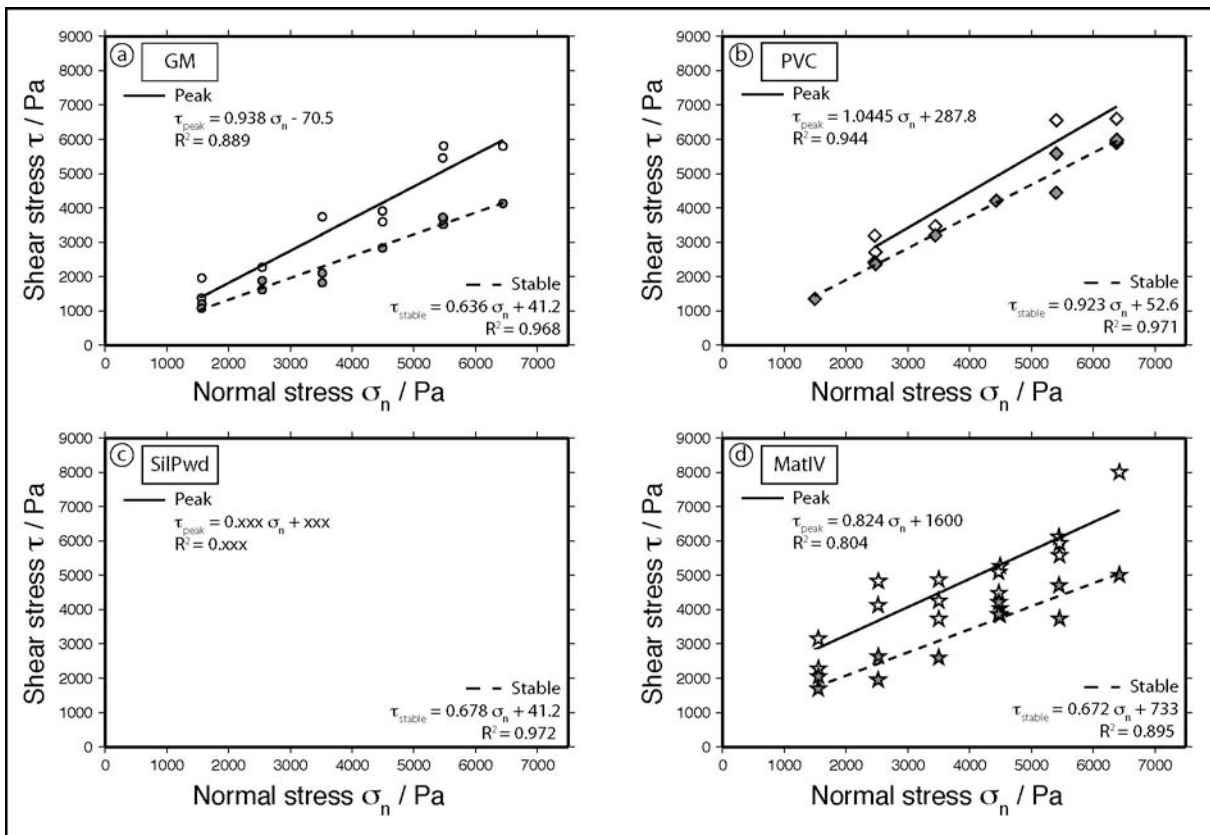 a GM
Peak
τpeak = 0.938 σn - 70.5
R² = 0.889
Stable
τstable = 0.636 σn + 41.2
R² = 0.968
9000
8000
7000
6000
5000
4000
3000
2000
1000
0
Shear stress τ / Pa
0 1000 2000 3000 4000 5000 6000 7000
Normal stress σn / Pa
b PVC
Peak
τpeak = 1.0445 σn + 287.8
R² = 0.944
Stable
τstable = 0.923 σn + 52.6
R² = 0.971
9000
8000
7000
6000
5000
4000
3000
2000
1000
0
Shear stress τ / Pa
0 1000 2000 3000 4000 5000 6000 7000
Normal stress σn / Pa
c SilPwd
Peak
τpeak = 0.xxx σn + xxx
R² = 0.xxx
Stable
τstable = 0.678 σn + 41.2
R² = 0.972
9000
8000
7000
6000
5000
4000
3000
2000
1000
0
Shear stress τ / Pa
0 1000 2000 3000 4000 5000 6000 7000
Normal stress σn / Pa
d MatIV
Peak
τpeak = 0.824 σn + 1600
R² = 0.804
Stable
τstable = 0.672 σn + 733
R² = 0.895
9000
8000
7000
6000
5000
4000
3000
2000
1000
0
Shear stress τ / Pa
0 1000 2000 3000 4000 5000 6000 7000
Normal stress σn / Pa